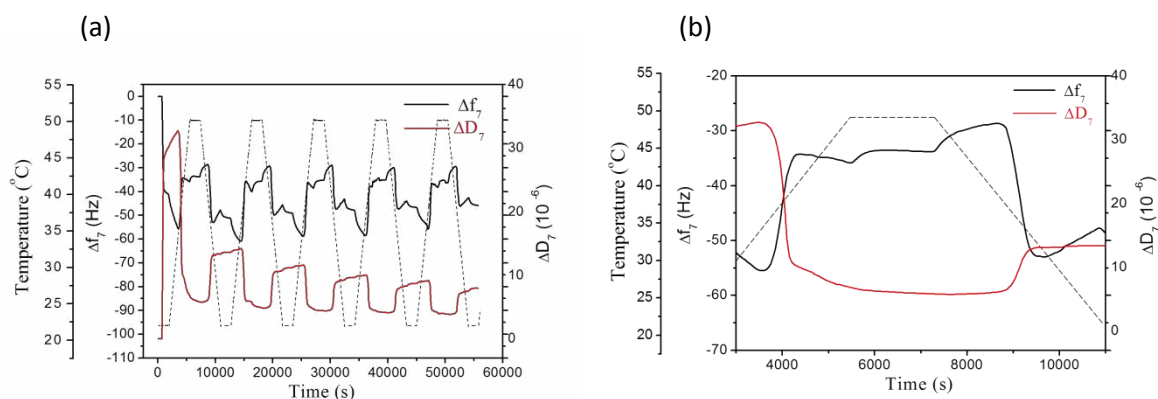 (a)
(b)
Temperature (°C)
55
50
45
40
35
30
25
20
Δf₇ (Hz)
0
-10
-20
-30
-40
-50
-60
-70
-80
-90
-100
-110
Δf₇
ΔD₇
40
30
20
10
0
ΔD₇ (10⁻⁶)
0 10000 20000 30000 40000 50000 60000
Time (s)
Temperature (°C)
55
50
45
40
35
30
25
20
Δf₇ (Hz)
-20
-30
-40
-50
-60
-70
Δf₇
ΔD₇
40
30
20
10
0
ΔD₇ (10⁻⁶)
4000 6000 8000 10000
Time (s)